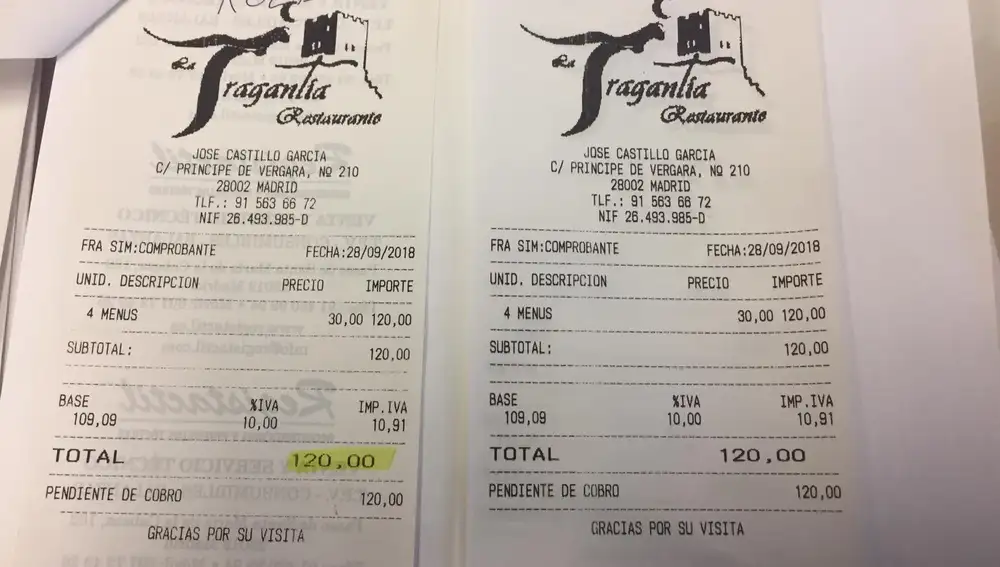 La Traganlia
Restaurante
JOSE CASTILLO GARCIA
C/ PRINCIPE DE VERGARA, Nº 210
28002 MADRID
TLF.: 91 563 66 72
NIF 26.493.985-D
FRA SIM:COMPROBANTE FECHA:28/09/2018
UNID. DESCRIPCION PRECIO IMPORTE
4 MENUS 30,00 120,00
SUBTOTAL: 120,00
BASE %IVA IMP.IVA
109,09 10,00 10,91
TOTAL 120,00
PENDIENTE DE COBRO 120,00
GRACIAS POR SU VISITA
La Traganlia
Restaurante
JOSE CASTILLO GARCIA
C/ PRINCIPE DE VERGARA, Nº 210
28002 MADRID
TLF.: 91 563 66 72
NIF 26.493.985-D
FRA SIM:COMPROBANTE FECHA:28/09/2018
UNID. DESCRIPCION PRECIO IMPORTE
4 MENUS 30,00 120,00
SUBTOTAL: 120,00
BASE %IVA IMP.IVA
109,09 10,00 10,91
TOTAL 120,00
PENDIENTE DE COBRO 120,00
GRACIAS POR SU VISITA